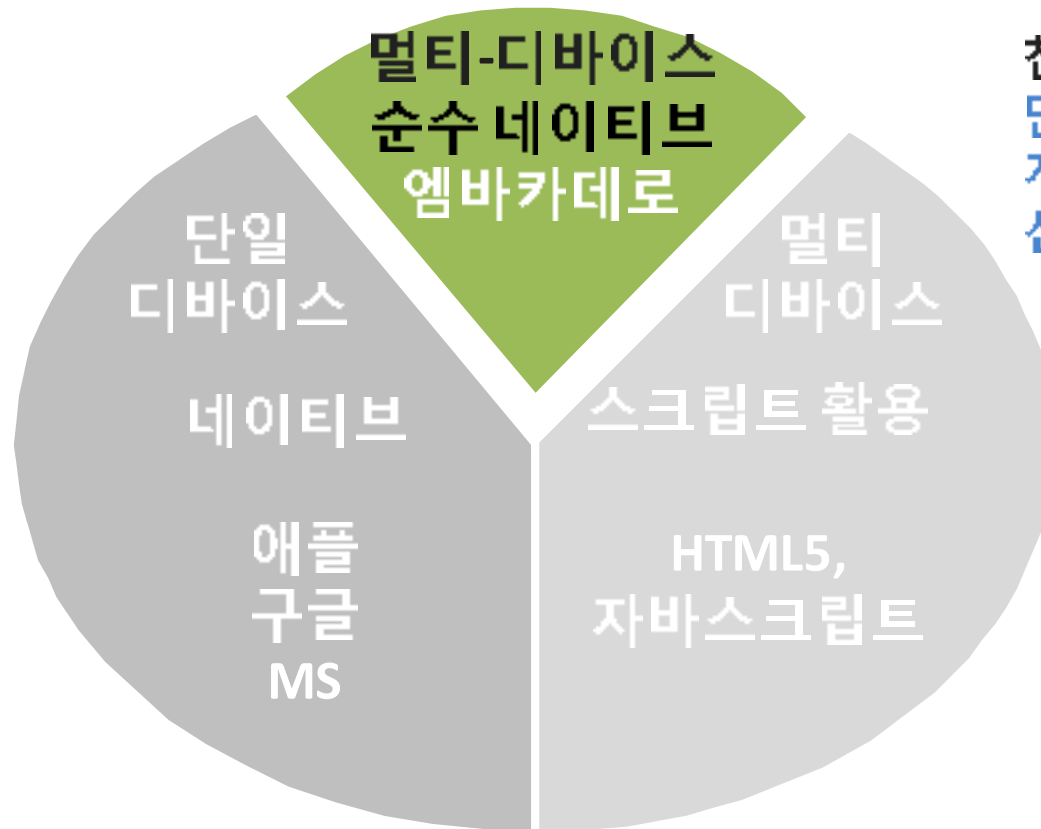 멀티-디바이스
순수 네이티브
엠바카데로
단일
디바이스
네이티브
애플
구글
MS
멀티
디바이스
스크립트 활용
HTML5,
자바스크립트